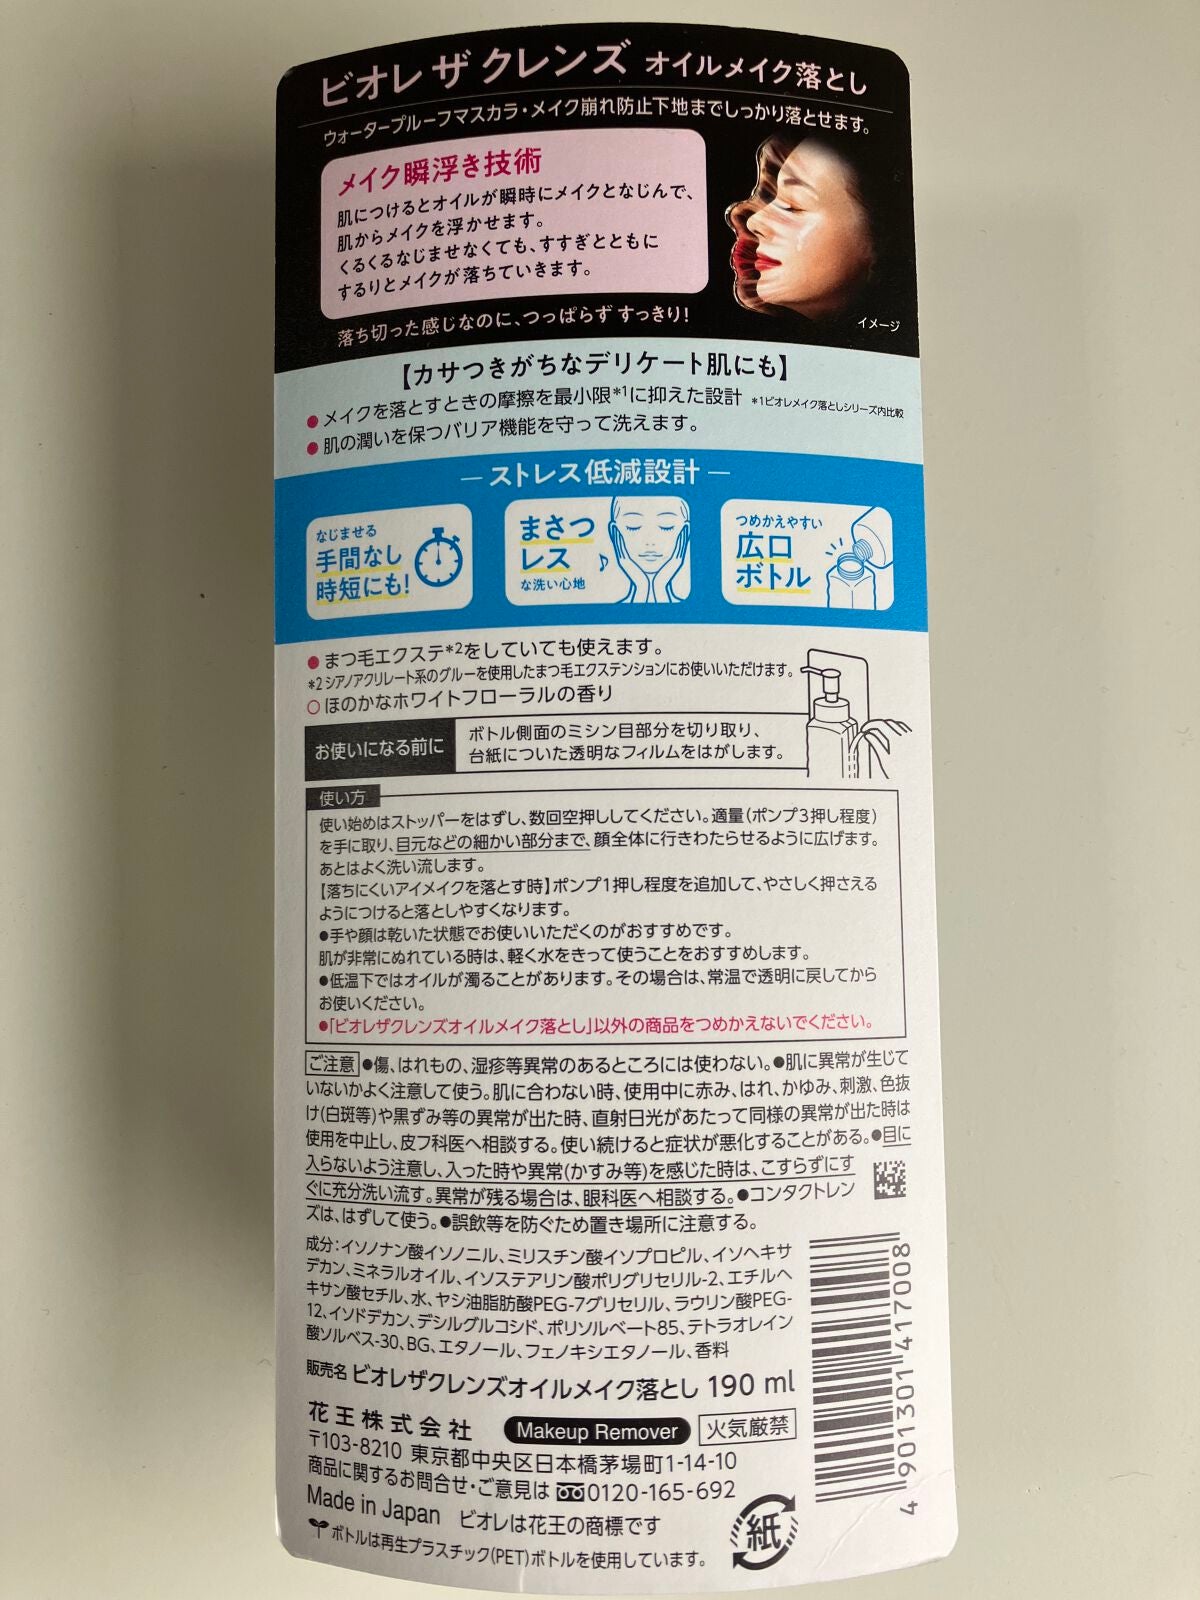 ビオレ ザ クレンズ オイルメイク落とし
ウォータープルーフマスカラ・メイク崩れ防止下地までしっかり落とせます。
メイク瞬浮き技術
肌につけるとオイルが瞬時にメイクとなじんで、
肌からメイクを浮かせます。
くるくるなじませなくても、すすぎとともに
するりとメイクが落ちていきます。
イメージ
落ち切った感じなのに、つっぱらず すっきり!
【カサつきがちなデリケート肌にも】
●メイクを落とすときの摩擦を最小限*1に抑えた設計 *1ビオレメイク落としシリーズ内比較
●肌の潤いを保つバリア機能を守って洗えます。
― ストレス低減設計 ―
なじませる
手間なし
時短にも!
まさつ
レス
な洗い心地
つめかえやすい
広口
ボトル
●まつ毛エクステ*2をしていても使えます。
*2 シアノアクリレート系のグルーを使用したまつ毛エクステンションにお使いいただけます。
○ほのかなホワイトフローラルの香り
お使いになる前に
ボトル側面のミシン目部分を切り取り、
台紙についた透明なフィルムをはがします。
使い方
使い始めはストッパーをはずし、数回空押ししてください。適量(ポンプ3押し程度)
を手に取り、目元などの細かい部分まで、顔全体に行きわたらせるように広げます。
あとはよく洗い流します。
【落ちにくいアイメイクを落とす時】ポンプ1押し程度を追加して、やさしく押さえる
ようにつけると落としやすくなります。
●手や顔は乾いた状態でお使いいただくのがおすすめです。
肌が非常にぬれている時は、軽く水をきって使うことをおすすめします。
●低温下ではオイルが濁ることがあります。その場合は、常温で透明に戻してから
お使いください。
●「ビオレザクレンズオイルメイク落とし」以外の商品をつめかえないでください。
ご注意 ●傷、はれもの、湿疹等異常のあるところには使わない。●肌に異常が生じて
いないかよく注意して使う。肌に合わない時、使用中に赤み、はれ、かゆみ、刺激、色抜
け(白斑等)や黒ずみ等の異常が出た時、直射日光があたって同様の異常が出た時は
使用を中止し、皮フ科医へ相談する。使い続けると症状が悪化することがある。●目に
入らないよう注意し、入った時や異常(かすみ等)を感じた時は、こすらずにす
ぐに充分洗い流す。異常が残る場合は、眼科医へ相談する。●コンタクトレン
ズは、はずして使う。●誤飲等を防ぐため置き場所に注意する。
成分:イソノナン酸イソノニル、ミリスチン酸イソプロピル、イソヘキサ
デカン、ミネラルオイル、イソステアリン酸ポリグリセリル-2、エチルヘ
キサン酸セチル、水、ヤシ油脂肪酸PEG-7グリセリル、ラウリン酸PEG-
12、イソドデカン、デシルグルコシド、ポリソルベート85、テトラオレイン
酸ソルベス-30、BG、エタノール、フェノキシエタノール、香料
販売名 ビオレザクレンズオイルメイク落とし 190 ml
花王株式会社 Makeup Remover 火気厳禁
〒103-8210 東京都中央区日本橋茅場町1-14-10
商品に関するお問合せ・ご意見は 0120-165-692
Made in Japan ビオレは花王の商標です
ボトルは再生プラスチック(PET)ボトルを使用しています。
紙
4 901301 417008